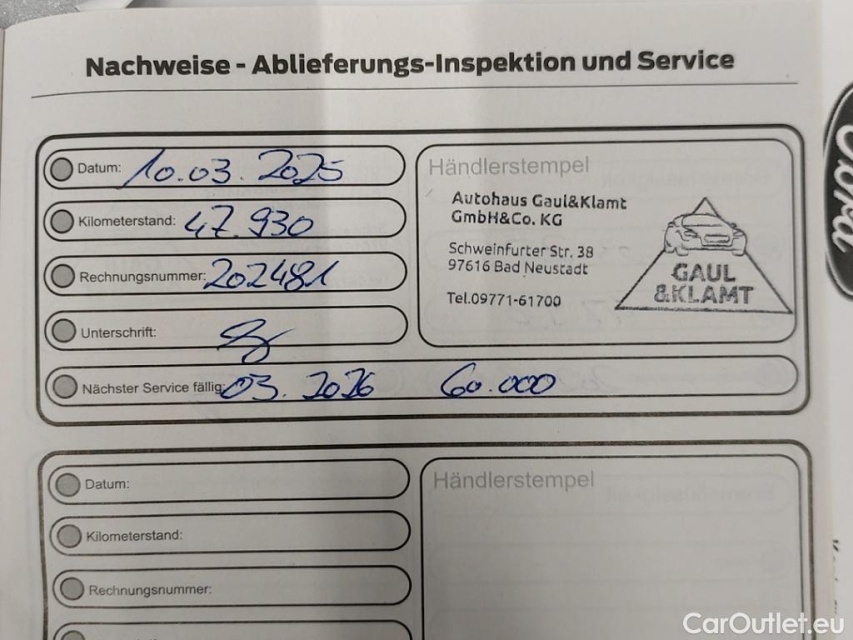 Nachweise - Ablieferungs-Inspektion und Service
Datum: 10.03.2025
Kilometerstand: 47.930
Rechnungsnummer: 202481
Unterschrift:
Nächster Service fällig: 03.2026 60.000
Händlerstempel
Autohaus Gaul&Klamt
GmbH&Co. KG
Schweinfurter Str. 38
97616 Bad Neustadt
Tel.09771-61700
GAUL
&KLAMT
Ford
Datum:
Kilometerstand:
Rechnungsnummer:
Händlerstempel
CarOutlet.eu